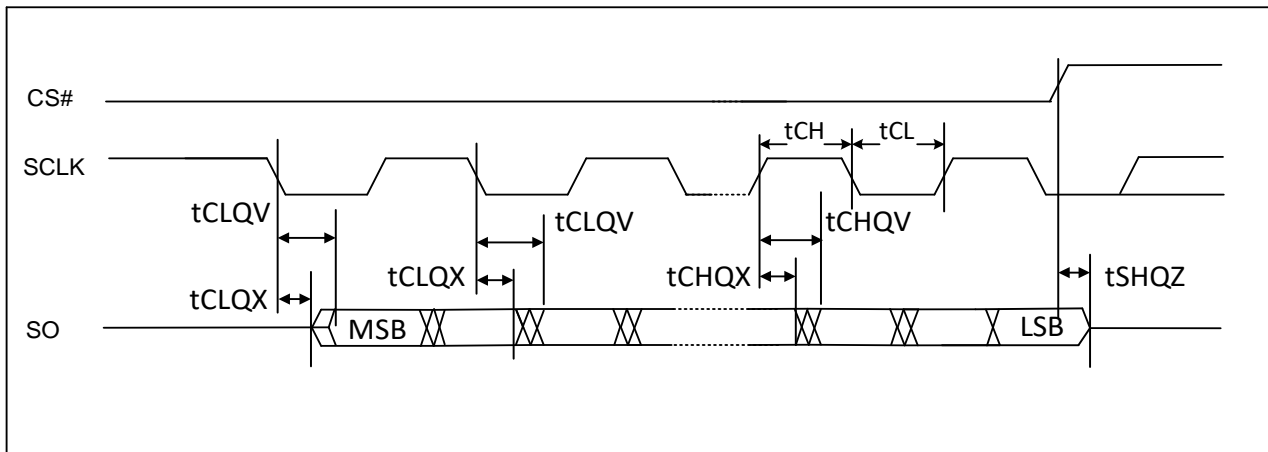 CS#
tCH
tCL
SCLK
tCLQV
tCLQV
tCHQV
tCLQX
tCLQX
tCHQX
tSHQZ
SO
MSB
LSB